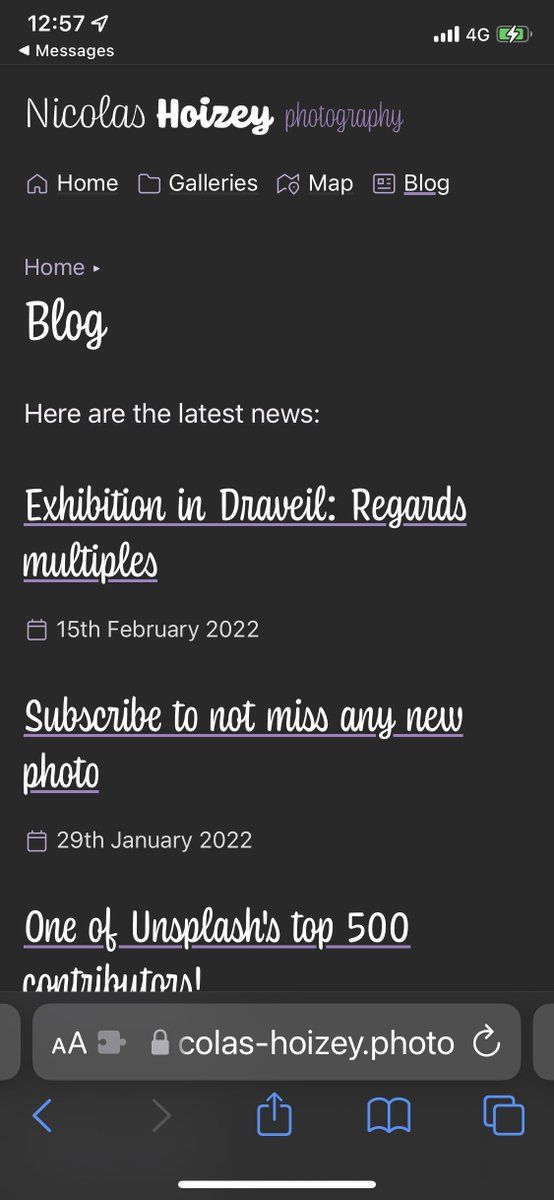 12:57
4G
◀ Messages
Nicolas Hoizey photography
Home Galleries Map Blog
Home ▸
Blog
Here are the latest news:
Exhibition in Draveil: Regards
multiples
15th February 2022
Subscribe to not miss any new
photo
29th January 2022
One of Unsplash's top 500
contributors!
AA colas-hoizey.photo